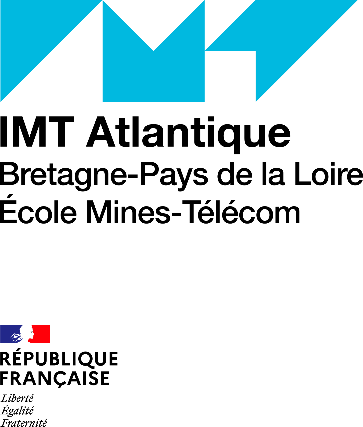 IMT Atlantique
Bretagne-Pays de la Loire
École Mines-Télécom
RÉPUBLIQUE
FRANÇAISE
Liberté
Égalité
Fraternité